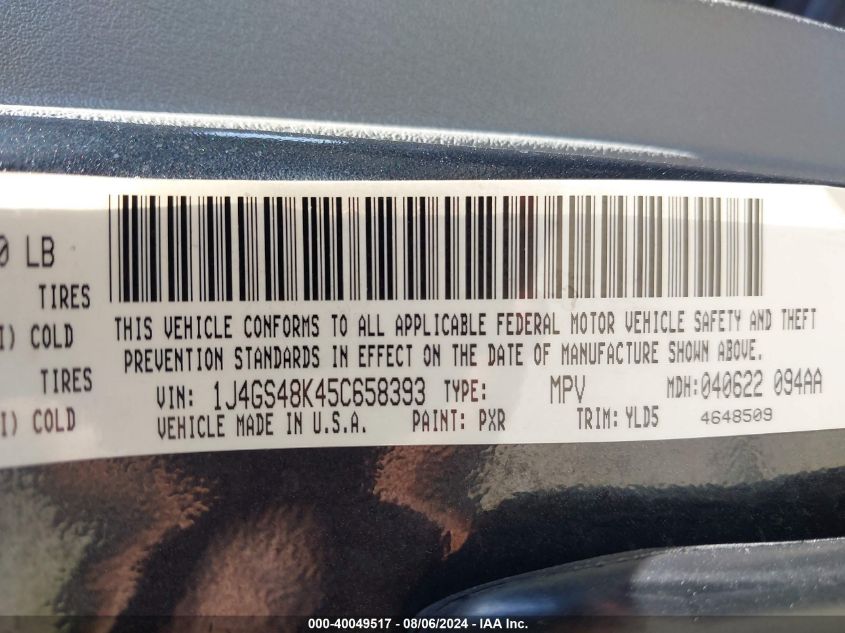 0 LB
TIRES
I) COLD
TIRES
I) COLD
THIS VEHICLE CONFORMS TO ALL APPLICABLE FEDERAL MOTOR VEHICLE SAFETY AND THEFT
PREVENTION STANDARDS IN EFFECT ON THE DATE OF MANUFACTURE SHOWN ABOVE.
VIN: 1J4GS48K45C658393 TYPE: MPV MDH:040622 094AA
VEHICLE MADE IN U.S.A. PAINT: PXR TRIM: YLD5 4648509
000-40049517 - 08/06/2024 - IAAI Inc.